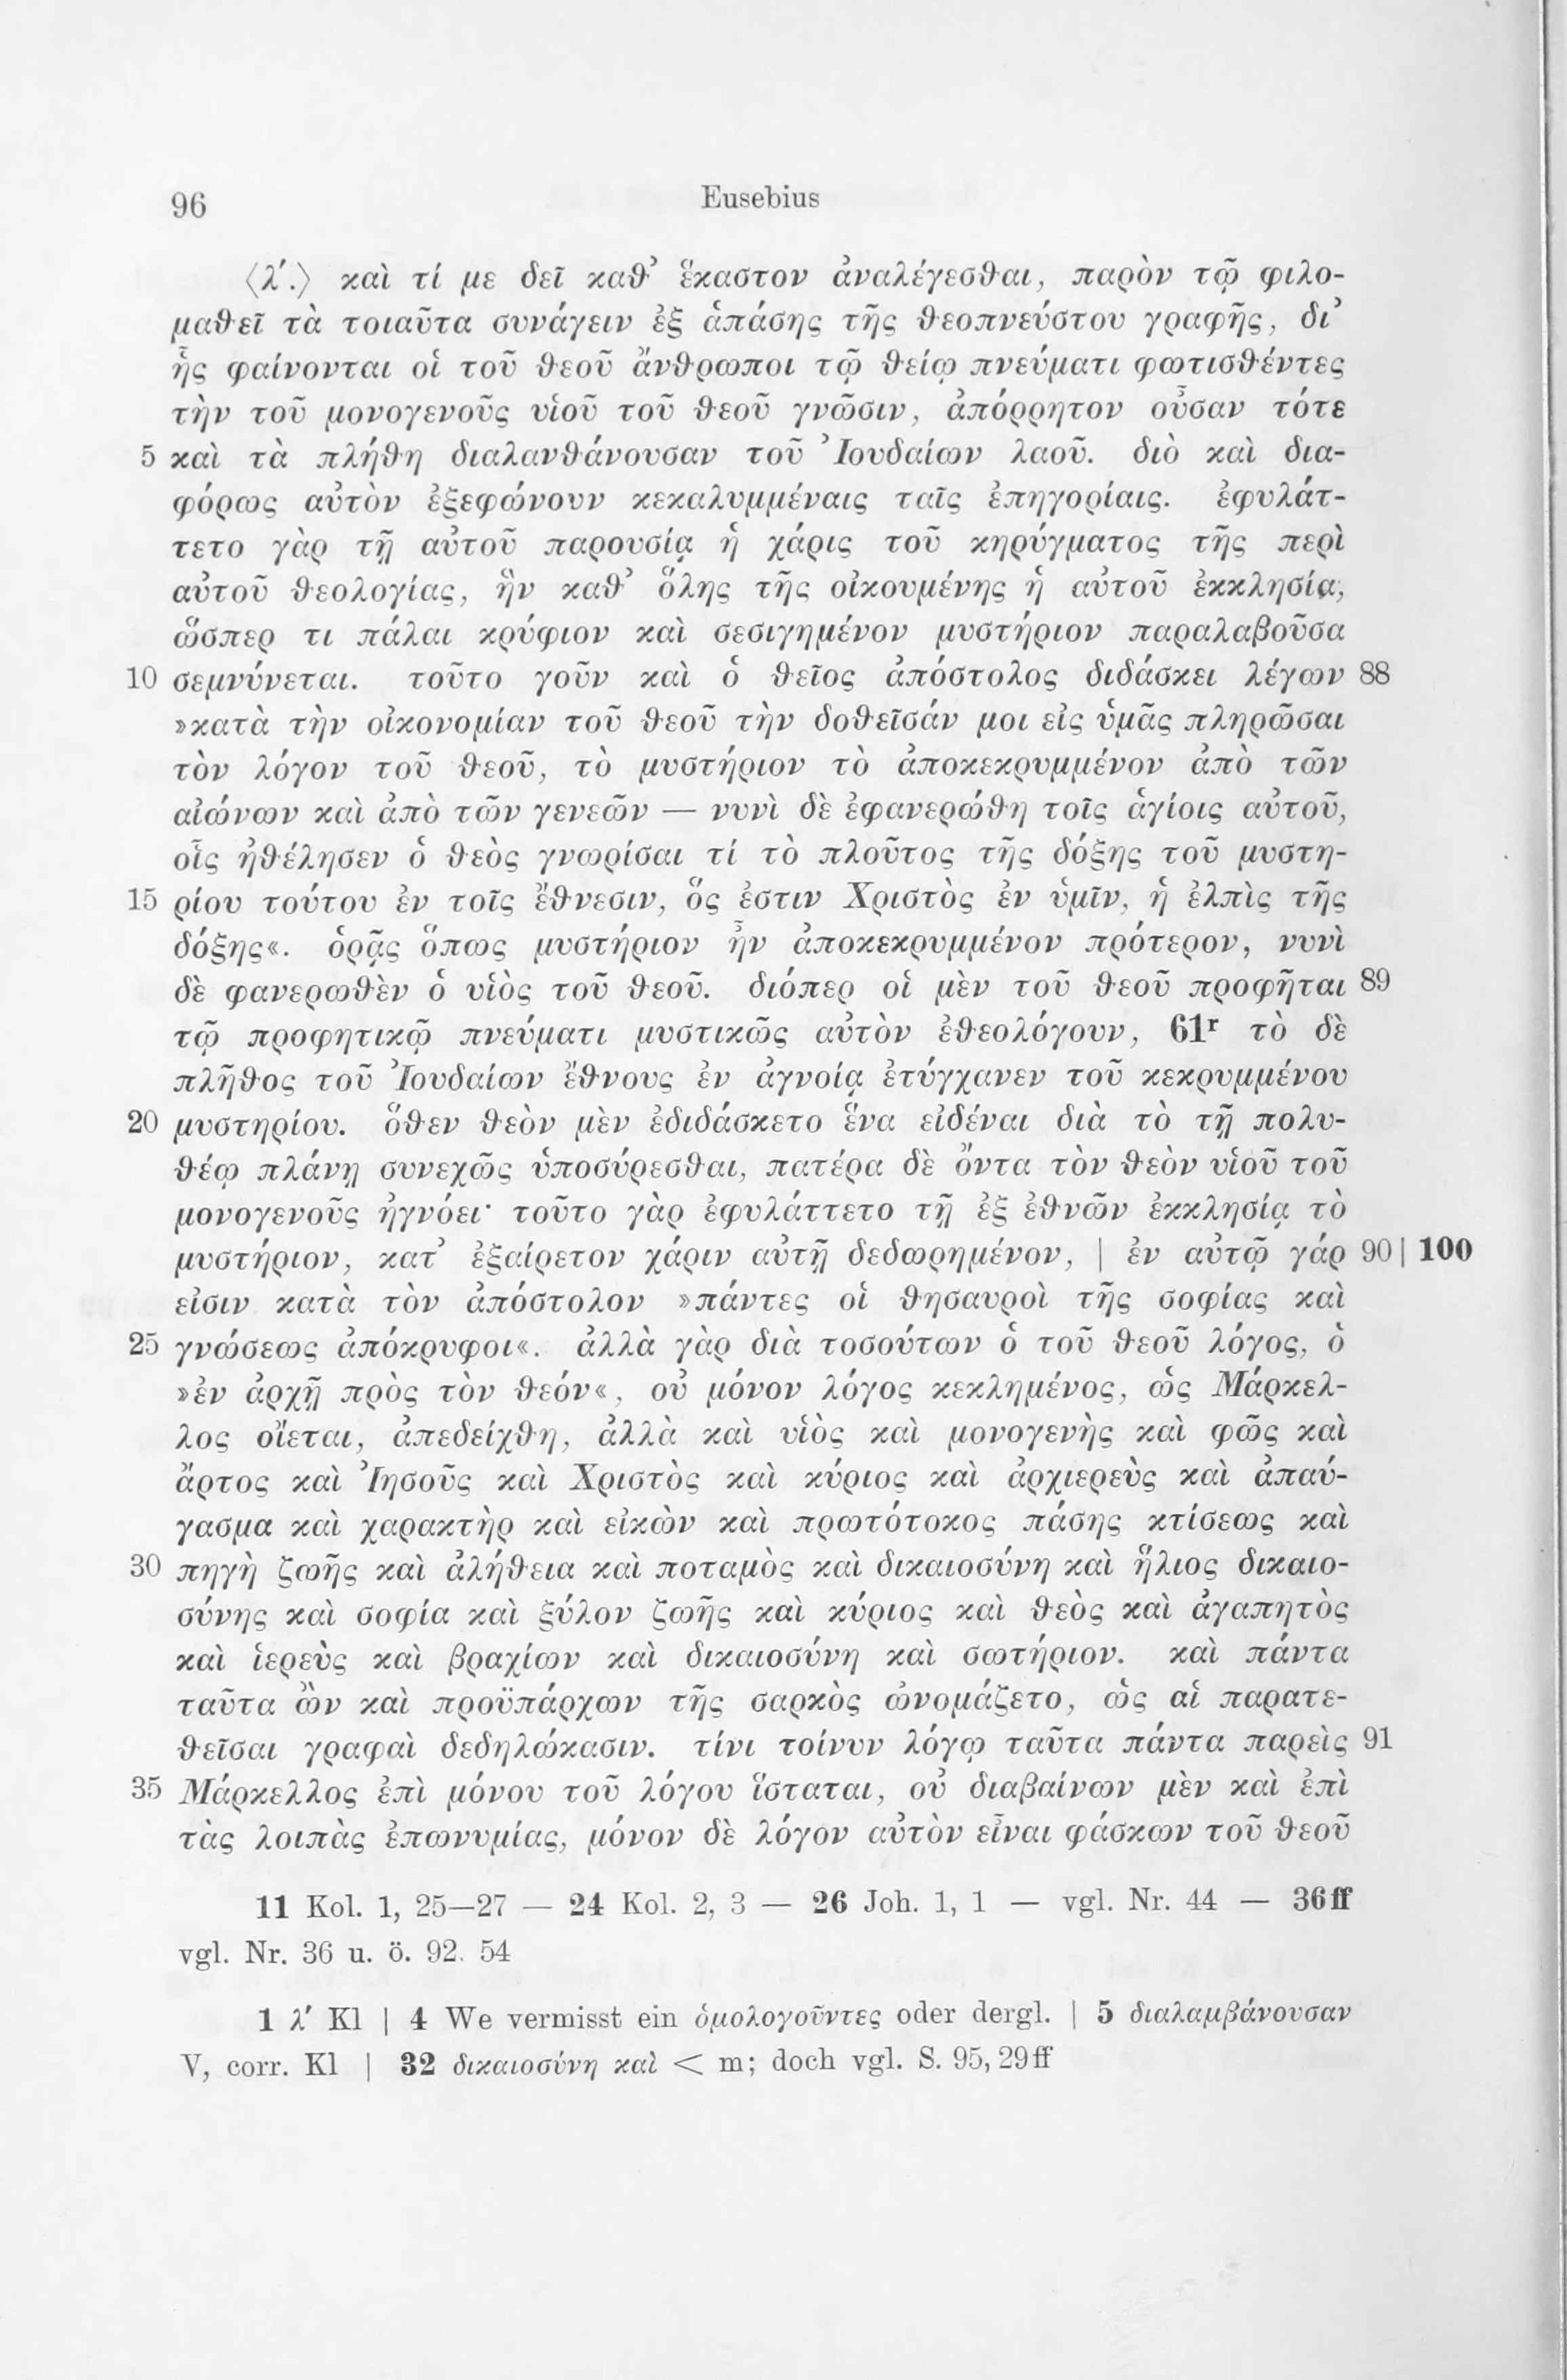 96 Eusebius
⟨λ΄.⟩ καὶ τί με δεῖ καθ’ ἕκαστον ἀναλέγεσθαι, παρὸν τῷ φιλο-
μαθεῖ τὰ τοιαῦτα συνάγειν ἐξ ἁπάσης τῆς θεοπνεύστου γραφῆς, δι’
ἧς φαίνονται οἱ τοῦ θεοῦ ἄνθρωποι τῷ θείῳ πνεύματι φωτισθέντες
τὴν τοῦ μονογενοῦς υἱοῦ τοῦ θεοῦ γνῶσιν, ἀπόρρητον οὖσαν τότε
5 καὶ τὰ πλήθη διαλανθάνουσαν τοῦ Ἰουδαίων λαοῦ. διὸ καὶ δια-
φόρως αὐτὸν ἐξεφώνουν κεκαλυμμέναις ταῖς ἐπηγορίαις. ἐφυλάτ-
τετο γὰρ τῇ αὐτοῦ παρουσίᾳ ἡ χάρις τοῦ κηρύγματος τῆς περὶ
αὐτοῦ θεολογίας, ἣν καθ’ ὅλης τῆς οἰκουμένης ἡ αὐτοῦ ἐκκλησία,
ὥσπερ τι πάλαι κρύφιον καὶ σεσιγημένον μυστήριον παραλαβοῦσα
10 σεμνύνεται. τοῦτο γοῦν καὶ ὁ θεῖος ἀπόστολος διδάσκει λέγων 88
»κατὰ τὴν οἰκονομίαν τοῦ θεοῦ τὴν δοθεῖσάν μοι εἰς ὑμᾶς πληρῶσαι
τὸν λόγον τοῦ θεοῦ, τὸ μυστήριον τὸ ἀποκεκρυμμένον ἀπὸ τῶν
αἰώνων καὶ ἀπὸ τῶν γενεῶν — νυνὶ δὲ ἐφανερώθη τοῖς ἁγίοις αὐτοῦ,
οἷς ἠθέλησεν ὁ θεὸς γνωρίσαι τί τὸ πλοῦτος τῆς δόξης τοῦ μυστη-
15 ρίου τούτου ἐν τοῖς ἔθνεσιν, ὅς ἐστιν Χριστὸς ἐν ὑμῖν, ἡ ἐλπὶς τῆς
δόξης«. ὁρᾷς ὅπως μυστήριον ἦν ἀποκεκρυμμένον πρότερον, νυνὶ
δὲ φανερωθὲν ὁ υἱὸς τοῦ θεοῦ. διόπερ οἱ μὲν τοῦ θεοῦ προφῆται 89
τῷ προφητικῷ πνεύματι μυστικῶς αὐτὸν ἐθεολόγουν, 61ʳ τὸ δὲ
πλῆθος τοῦ Ἰουδαίων ἔθνους ἐν ἀγνοίᾳ ἐτύγχανεν τοῦ κεκρυμμένου
20 μυστηρίου. ὅθεν θεὸν μὲν ἐδιδάσκετο ἕνα εἰδέναι διὰ τὸ τῇ πολυ-
θέῳ πλάνῃ συνεχῶς ὑποσύρεσθαι, πατέρα δὲ ὄντα τὸν θεὸν υἱοῦ τοῦ
μονογενοῦς ἠγνόει· τοῦτο γὰρ ἐφυλάττετο τῇ ἐξ ἐθνῶν ἐκκλησίᾳ τὸ
μυστήριον, κατ’ ἐξαίρετον χάριν αὐτῇ δεδωρημένον, | ἐν αὐτῷ γάρ 90 | 100
εἰσιν κατὰ τὸν ἀπόστολον »πάντες οἱ θησαυροὶ τῆς σοφίας καὶ
25 γνώσεως ἀπόκρυφοι«. ἀλλὰ γὰρ διὰ τοσούτων ὁ τοῦ θεοῦ λόγος, ὁ
»ἐν ἀρχῇ πρὸς τὸν θεόν«, οὐ μόνον λόγος κεκλημένος, ὡς Μάρκελ-
λος οἴεται, ἀπεδείχθη, ἀλλὰ καὶ υἱὸς καὶ μονογενὴς καὶ φῶς καὶ
ἄρτος καὶ Ἰησοῦς καὶ Χριστὸς καὶ κύριος καὶ ἀρχιερεὺς καὶ ἀπαύ-
γασμα καὶ χαρακτὴρ καὶ εἰκὼν καὶ πρωτότοκος πάσης κτίσεως καὶ
30 πηγὴ ζωῆς καὶ ἀλήθεια καὶ ποταμὸς καὶ δικαιοσύνη καὶ ἥλιος δικαιο-
σύνης καὶ σοφία καὶ ξύλον ζωῆς καὶ κύριος καὶ θεὸς καὶ ἀγαπητὸς
καὶ ἱερεὺς καὶ βραχίων καὶ δικαιοσύνη καὶ σωτήριον. καὶ πάντα
ταῦτα ὢν καὶ προϋπάρχων τῆς σαρκὸς ὠνομάζετο, ὡς αἱ παρατε-
θεῖσαι γραφαὶ δεδηλώκασιν. τίνι τοίνυν λόγῳ ταῦτα πάντα παρεὶς 91
35 Μάρκελλος ἐπὶ μόνου τοῦ λόγου ἵσταται, οὐ διαβαίνων μὲν καὶ ἐπὶ
τὰς λοιπὰς ἐπωνυμίας, μόνον δὲ λόγον αὐτὸν εἶναι φάσκων τοῦ θεοῦ
11 Kol. 1, 25—27 — 24 Kol. 2, 3 — 26 Joh. 1, 1 — vgl. Nr. 44 — 36ff
vgl. Nr. 36 u. ö. 92. 54
1 λ΄ Kl | 4 We vermisst ein ὁμολογοῦντες oder dergl. | 5 διαλαμβάνουσαν
V, corr. Kl | 32 δικαιοσύνη καὶ < m; doch vgl. S. 95, 29ff